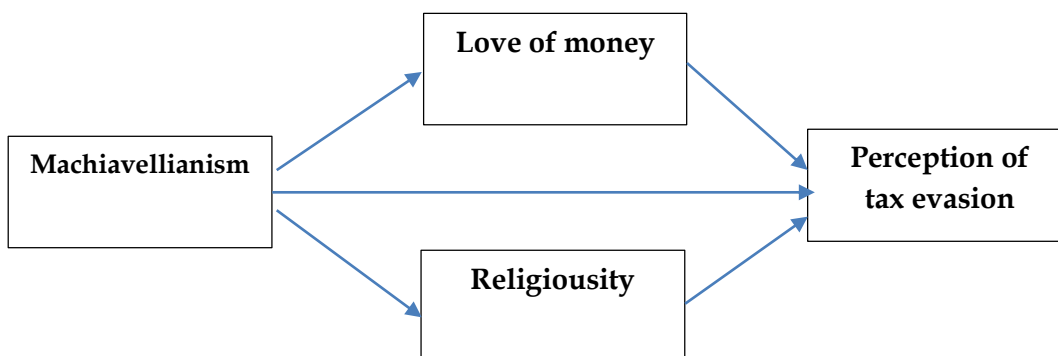 Love of money
Machiavellianism
Perception of
tax evasion
Religiousity